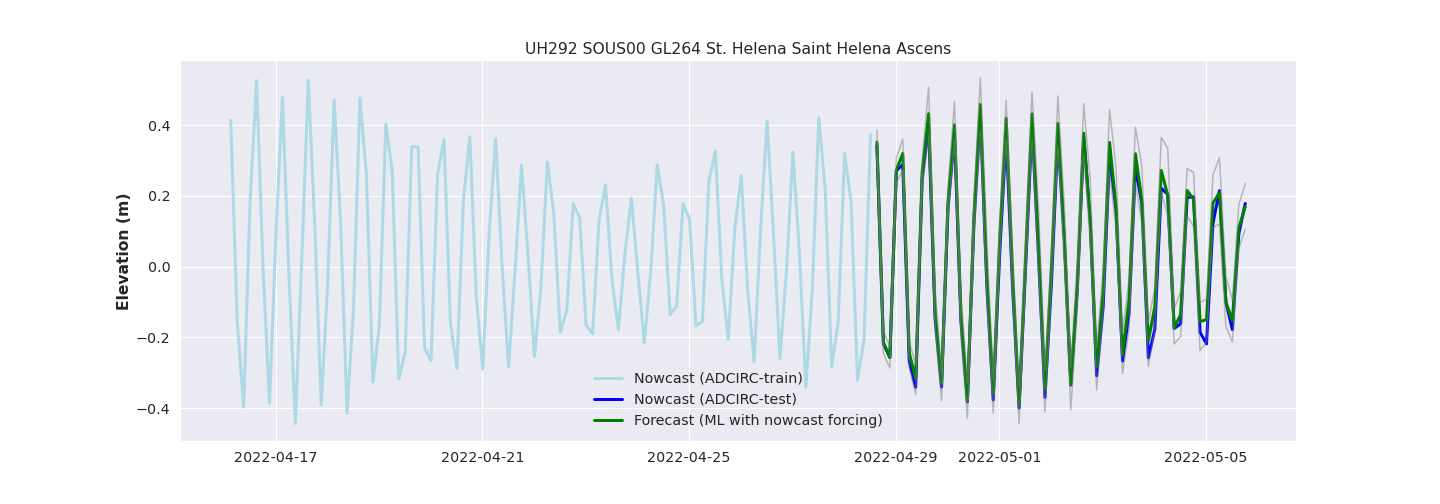 UH292 SOUS00 GL264 St. Helena Saint Helena Ascens
Elevation (m)
0.4
0.2
0.0
−0.2
−0.4
Nowcast (ADCIRC-train)
Nowcast (ADCIRC-test)
Forecast (ML with nowcast forcing)
2022-04-17 2022-04-21 2022-04-25 2022-04-29 2022-05-01 2022-05-05